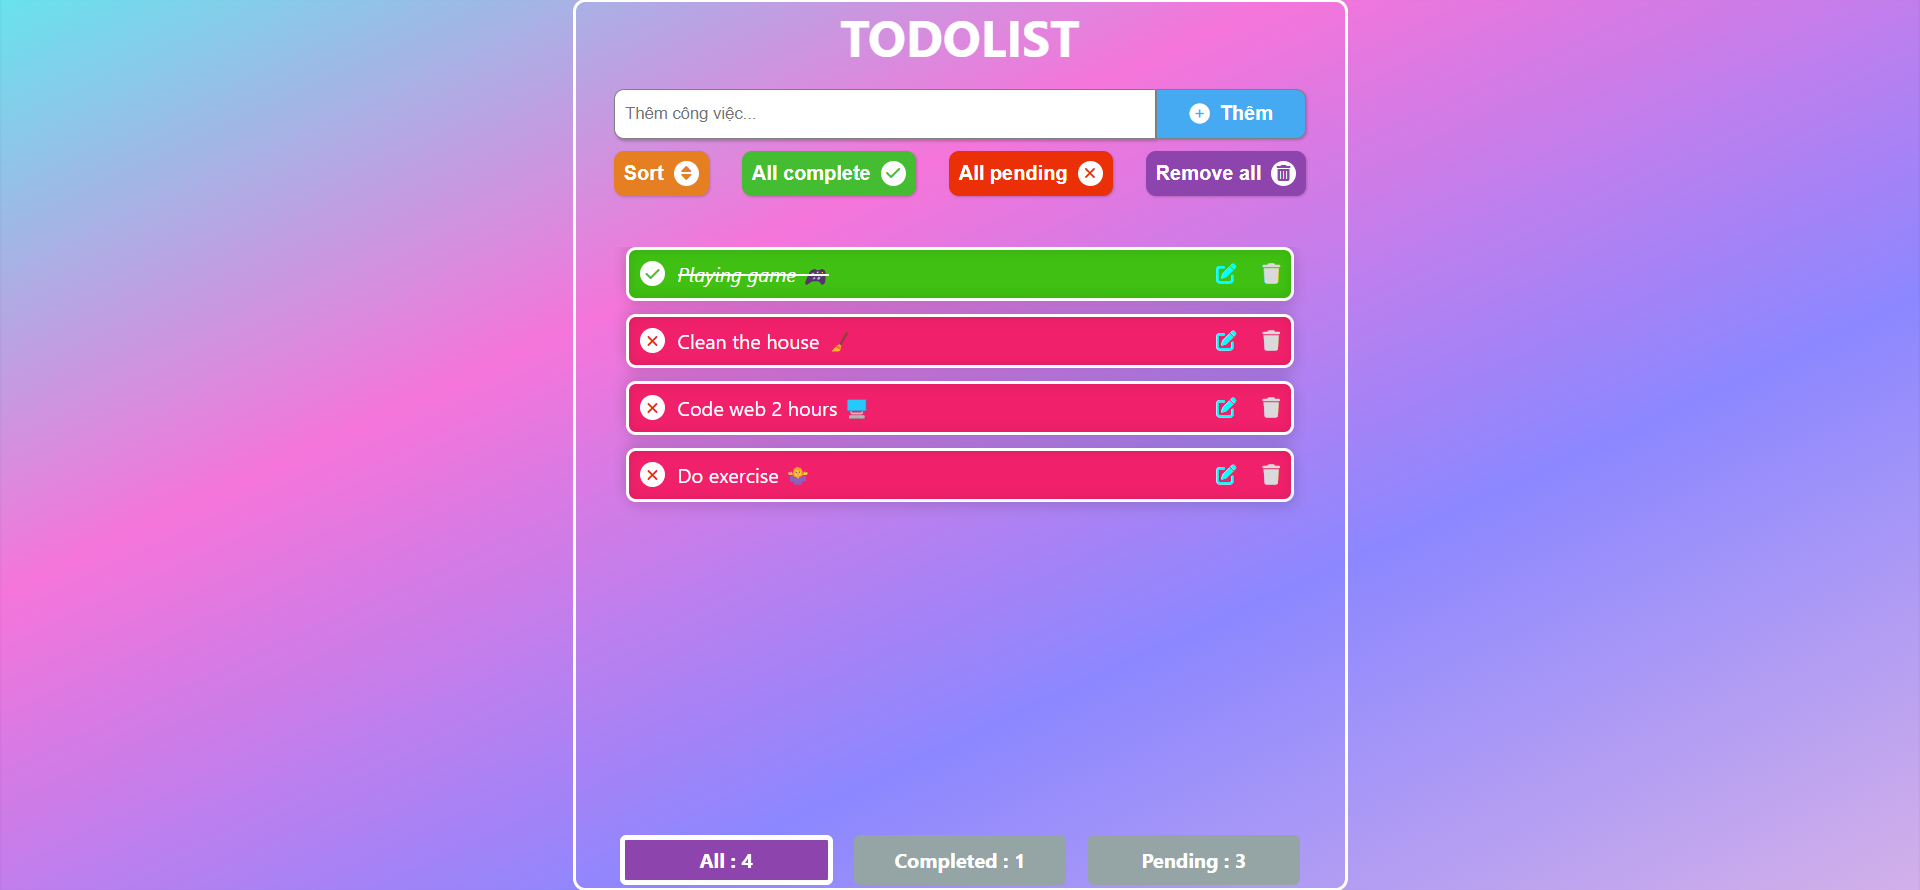 TODOLIST
Thêm công việc...
Thêm
Sort
All complete
All pending
Remove all
Playing game 🎮
Clean the house 🧹
Code web 2 hours 💻
Do exercise 🤷
All : 4
Completed : 1
Pending : 3